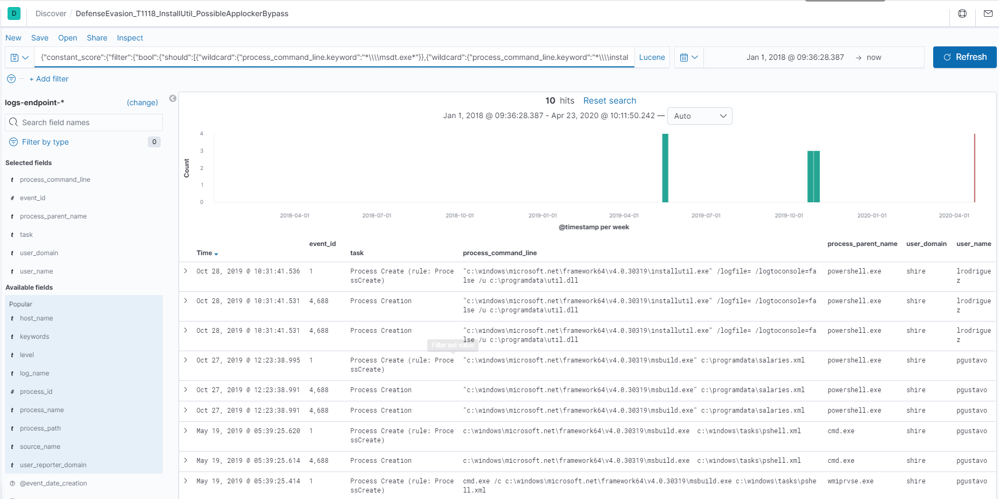 D Discover / DefenseEvasion_T1118_InstallUtil_PossibleApplockerBypass
New Save Open Share Inspect
{"constant_score":{"filter":{"bool":{"should":[{"wildcard":{"process_command_line.keyword":"*\\\\msdt.exe*"}},{"wildcard":{"process_command_line.keyword":"*\\\\instal Lucene Jan 1, 2018 @ 09:36:28.387 → now Refresh
+ Add filter
logs-endpoint-* (change)
Search field names
Filter by type 0
Selected fields
t process_command_line
# event_id
t process_parent_name
t task
t user_domain
t user_name
Available fields
Popular
t host_name
t keywords
t level
t log_name
# process_id
t process_name
t process_path
t source_name
t user_reporter_domain
@event_date_creation
10 hits Reset search
Jan 1, 2018 @ 09:36:28.387 - Apr 23, 2020 @ 10:11:50.242 — Auto
4
3
2
1
0
Count
2018-04-01 2018-07-01 2018-10-01 2019-01-01 2019-04-01 2019-07-01 2019-10-01 2020-01-01 2020-04-01
@timestamp per week
Time event_id task process_command_line process_parent_name user_domain user_name
Oct 28, 2019 @ 10:31:41.536 1 Process Create (rule: Proce "c:\windows\microsoft.net\framework64\v4.0.30319\installutil.exe" /logfile= /logtoconsole=fa powershell.exe shire lrodrigue
ssCreate) lse /u c:\programdata\util.dll z
Oct 28, 2019 @ 10:31:41.531 4,688 Process Creation "c:\windows\microsoft.net\framework64\v4.0.30319\installutil.exe" /logfile= /logtoconsole=fa powershell.exe shire lrodrigue
lse /u c:\programdata\util.dll z
Oct 28, 2019 @ 10:31:41.531 4,688 Process Creation "c:\windows\microsoft.net\framework64\v4.0.30319\installutil.exe" /logfile= /logtoconsole=fa powershell.exe shire lrodrigue
lse /u c:\programdata\util.dll z
Filter out value
Oct 27, 2019 @ 12:23:38.995 1 Process Create (rule: Proce "c:\windows\microsoft.net\framework64\v4.0.30319\msbuild.exe" c:\programdata\salaries.xml powershell.exe shire pgustavo
ssCreate)
Oct 27, 2019 @ 12:23:38.991 4,688 Process Creation "c:\windows\microsoft.net\framework64\v4.0.30319\msbuild.exe" c:\programdata\salaries.xml powershell.exe shire pgustavo
Oct 27, 2019 @ 12:23:38.991 4,688 Process Creation "c:\windows\microsoft.net\framework64\v4.0.30319\msbuild.exe" c:\programdata\salaries.xml powershell.exe shire pgustavo
May 19, 2019 @ 05:39:25.620 1 Process Create (rule: Proce c:\windows\microsoft.net\framework64\v4.0.30319\msbuild.exe c:\windows\tasks\pshell.xml cmd.exe shire pgustavo
ssCreate)
May 19, 2019 @ 05:39:25.614 4,688 Process Creation c:\windows\microsoft.net\framework64\v4.0.30319\msbuild.exe c:\windows\tasks\pshell.xml cmd.exe shire pgustavo
May 19, 2019 @ 05:39:25.414 1 Process Create (rule: Proce cmd.exe /c c:\windows\microsoft.net\framework64\v4.0.30319\msbuild.exe c:\windows\tasks\pshe wmiprvse.exe shire pgustavo
ssCreate) ll.xml